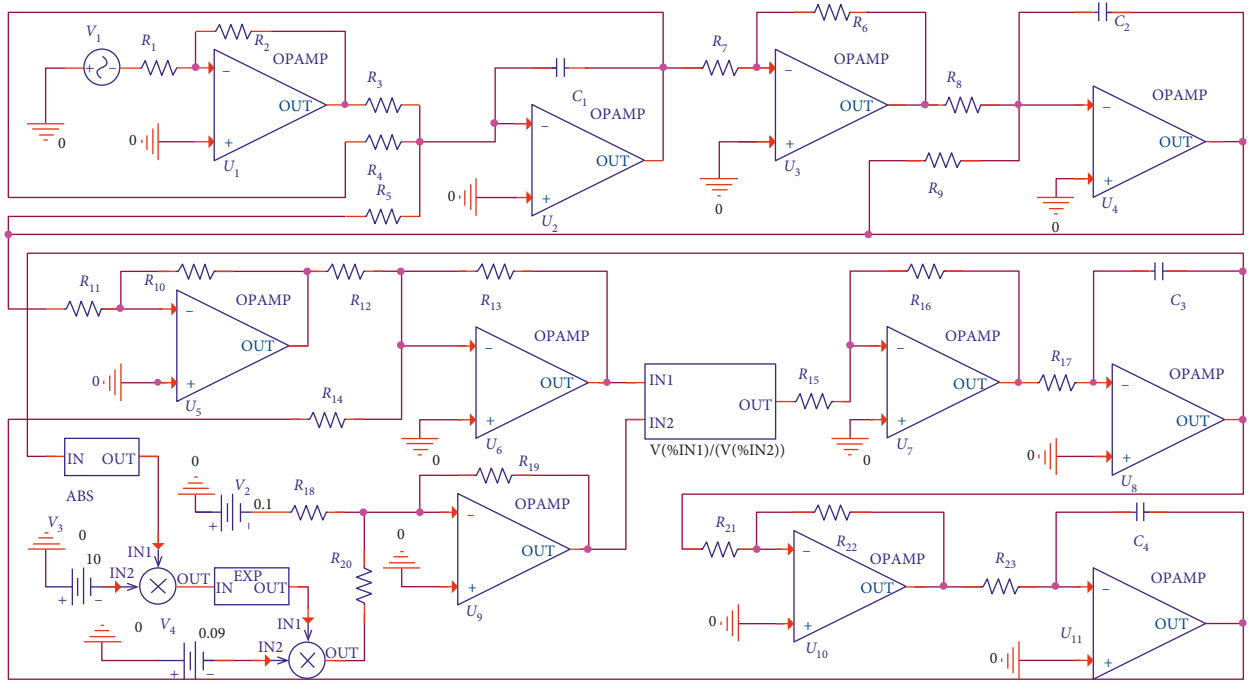 V1
R1
R2
OPAMP
OUT
U1
0
0
R3
R4
R5
C1
OPAMP
OUT
U2
0
R7
R6
OPAMP
OUT
U3
0
R8
R9
C2
OPAMP
OUT
U4
0
R11
R10
OPAMP
OUT
U5
0
R12
R13
R14
OPAMP
OUT
U6
0
IN1
IN2
OUT
V(%IN1)/(V(%IN2))
R15
R16
OPAMP
OUT
U7
0
R17
C3
OPAMP
OUT
U8
0
IN OUT
ABS
0
V2
0.1
R18
R19
OPAMP
OUT
U9
0
R20
V3
0
10
IN1
IN2
OUT
EXP
IN OUT
V4
0
0.09
IN1
IN2
OUT
R21
R22
OPAMP
OUT
U10
0
R23
C4
OPAMP
OUT
U11
0